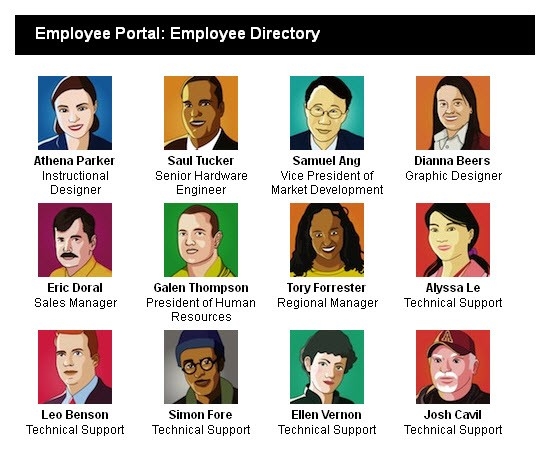 Employee Portal: Employee Directory
Athena Parker
Instructional
Designer
Saul Tucker
Senior Hardware
Engineer
Samuel Ang
Vice President of
Market Development
Dianna Beers
Graphic Designer
Eric Doral
Sales Manager
Galen Thompson
President of Human
Resources
Tory Forrester
Regional Manager
Alyssa Le
Technical Support
Leo Benson
Technical Support
Simon Fore
Technical Support
Ellen Vernon
Technical Support
A
Josh Cavil
Technical Support